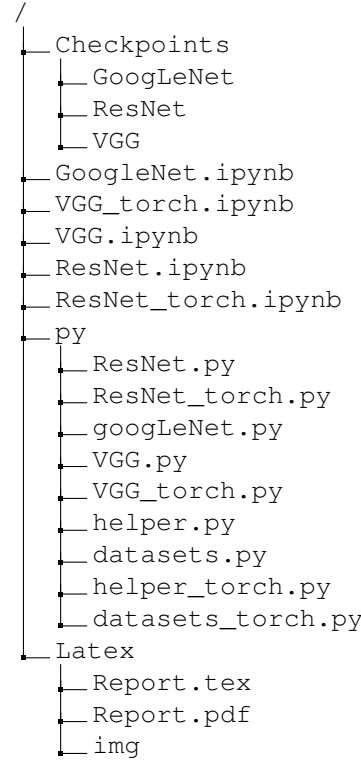 /
Checkpoints
GoogLeNet
ResNet
VGG
GoogleNet.ipynb
VGG_torch.ipynb
VGG.ipynb
ResNet.ipynb
ResNet_torch.ipynb
py
ResNet.py
ResNet_torch.py
googLeNet.py
VGG.py
VGG_torch.py
helper.py
datasets.py
helper_torch.py
datasets_torch.py
Latex
Report.tex
Report.pdf
img